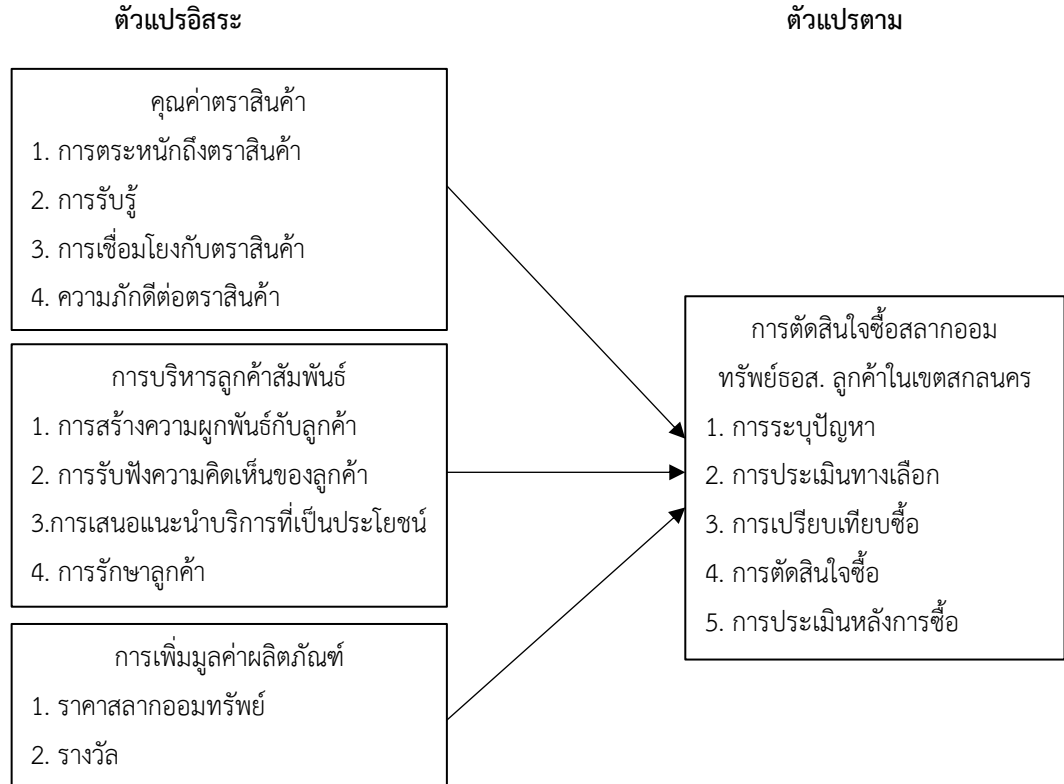 ตัวแปรอิสระ
ตัวแปรตาม
คุณค่าตราสินค้า
1. การตระหนักถึงตราสินค้า
2. การรับรู้
3. การเชื่อมโยงกับตราสินค้า
4. ความภักดีต่อตราสินค้า
การบริหารลูกค้าสัมพันธ์
1. การสร้างความผูกพันธ์กับลูกค้า
2. การรับฟังความคิดเห็นของลูกค้า
3.การเสนอแนะนำบริการที่เป็นประโยชน์
4. การรักษาลูกค้า
การเพิ่มมูลค่าผลิตภัณฑ์
1. ราคาสลากออมทรัพย์
2. รางวัล
การตัดสินใจซื้อสลากออม
ทรัพย์ธอส. ลูกค้าในเขตสกลนคร
1. การระบุปัญหา
2. การประเมินทางเลือก
3. การเปรียบเทียบซื้อ
4. การตัดสินใจซื้อ
5. การประเมินหลังการซื้อ